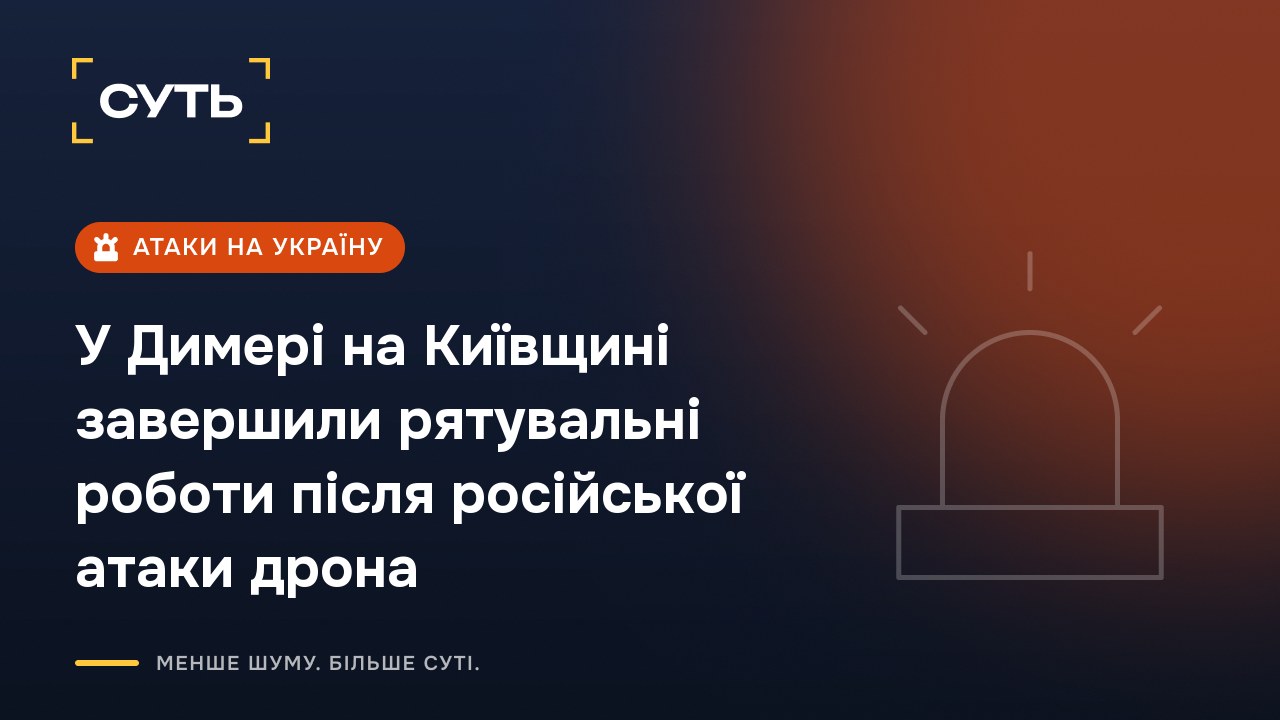 СУТЬ
АТАКИ НА УКРАЇНУ
У Димері на Київщині
завершили рятувальні
роботи після російської
атаки дрона
МЕНШЕ ШУМУ. БІЛЬШЕ СУТІ.